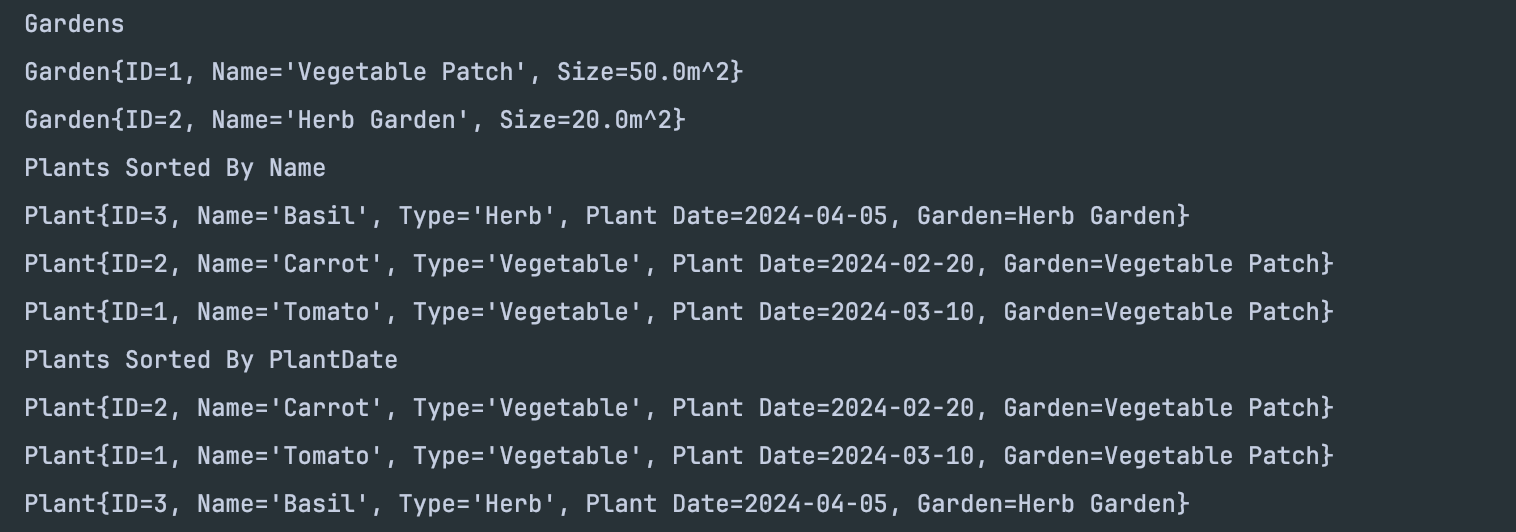 Gardens
Garden{ID=1, Name='Vegetable Patch', Size=50.0m^2}
Garden{ID=2, Name='Herb Garden', Size=20.0m^2}
Plants Sorted By Name
Plant{ID=3, Name='Basil', Type='Herb', Plant Date=2024-04-05, Garden=Herb Garden}
Plant{ID=2, Name='Carrot', Type='Vegetable', Plant Date=2024-02-20, Garden=Vegetable Patch}
Plant{ID=1, Name='Tomato', Type='Vegetable', Plant Date=2024-03-10, Garden=Vegetable Patch}
Plants Sorted By PlantDate
Plant{ID=2, Name='Carrot', Type='Vegetable', Plant Date=2024-02-20, Garden=Vegetable Patch}
Plant{ID=1, Name='Tomato', Type='Vegetable', Plant Date=2024-03-10, Garden=Vegetable Patch}
Plant{ID=3, Name='Basil', Type='Herb', Plant Date=2024-04-05, Garden=Herb Garden}